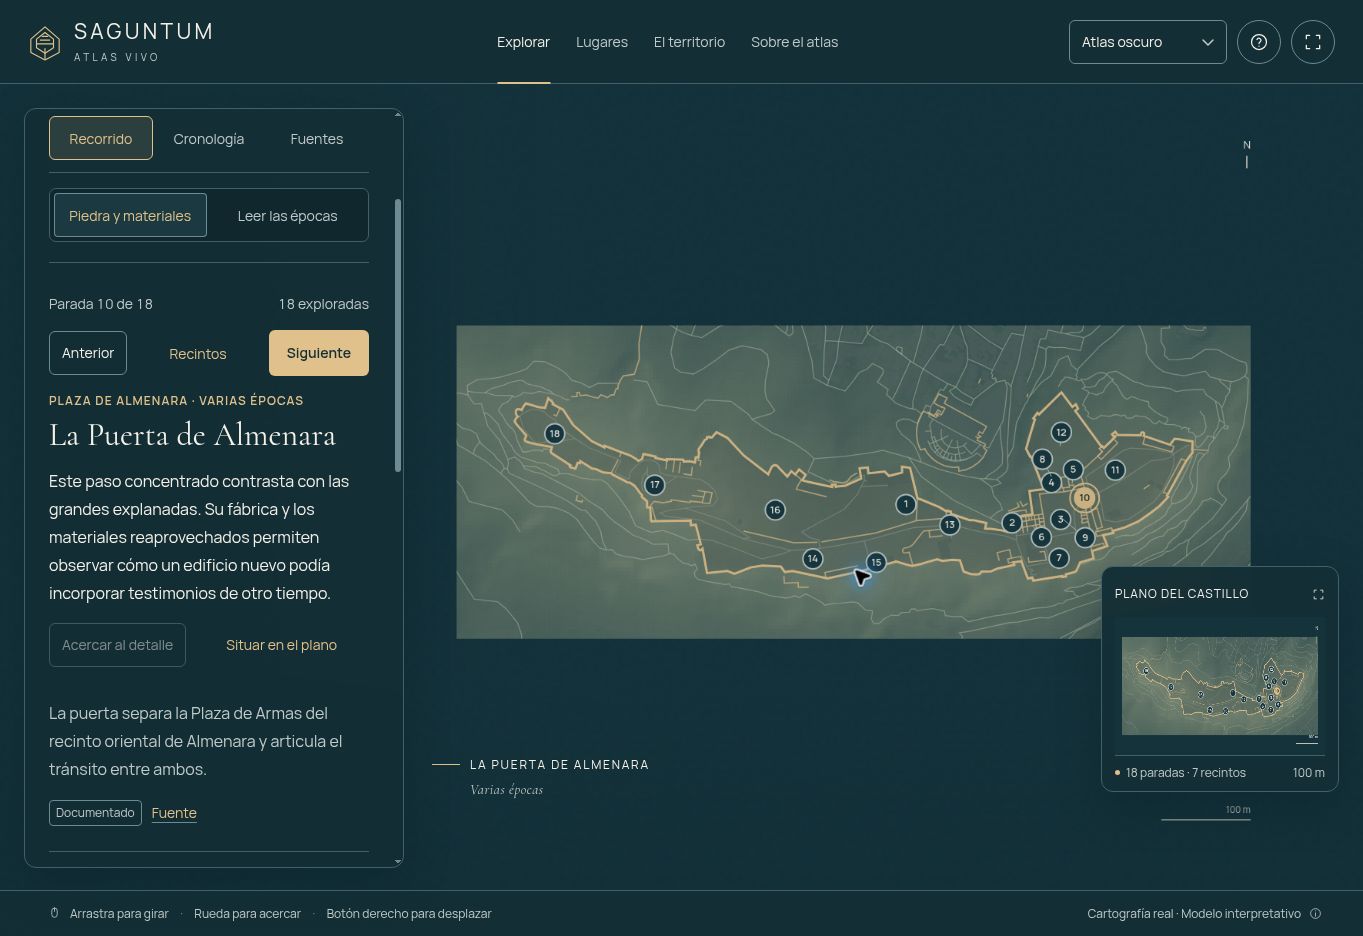 SAGUNTUM
ATLAS VIVO
Explorar
Lugares
El territorio
Sobre el atlas
Atlas oscuro
Recorrido
Cronología
Fuentes
Piedra y materiales
Leer las épocas
Parada 10 de 18
18 exploradas
Anterior
Recintos
Siguiente
PLAZA DE ALMENARA · VARIAS ÉPOCAS
La Puerta de Almenara
Este paso concentrado contrasta con las
grandes explanadas. Su fábrica y los
materiales reaprovechados permiten
observar cómo un edificio nuevo podía
incorporar testimonios de otro tiempo.
Acercar al detalle
Situar en el plano
La puerta separa la Plaza de Armas del
recinto oriental de Almenara y articula el
tránsito entre ambos.
Documentado
Fuente
N
12
18
8
5
11
4
17
10
1
16
3
2
13
6
9
7
14
15
LA PUERTA DE ALMENARA
Varias épocas
PLANO DEL CASTILLO
18 paradas · 7 recintos
100 m
100 m
Arrastra para girar · Rueda para acercar · Botón derecho para desplazar
Cartografía real · Modelo interpretativo